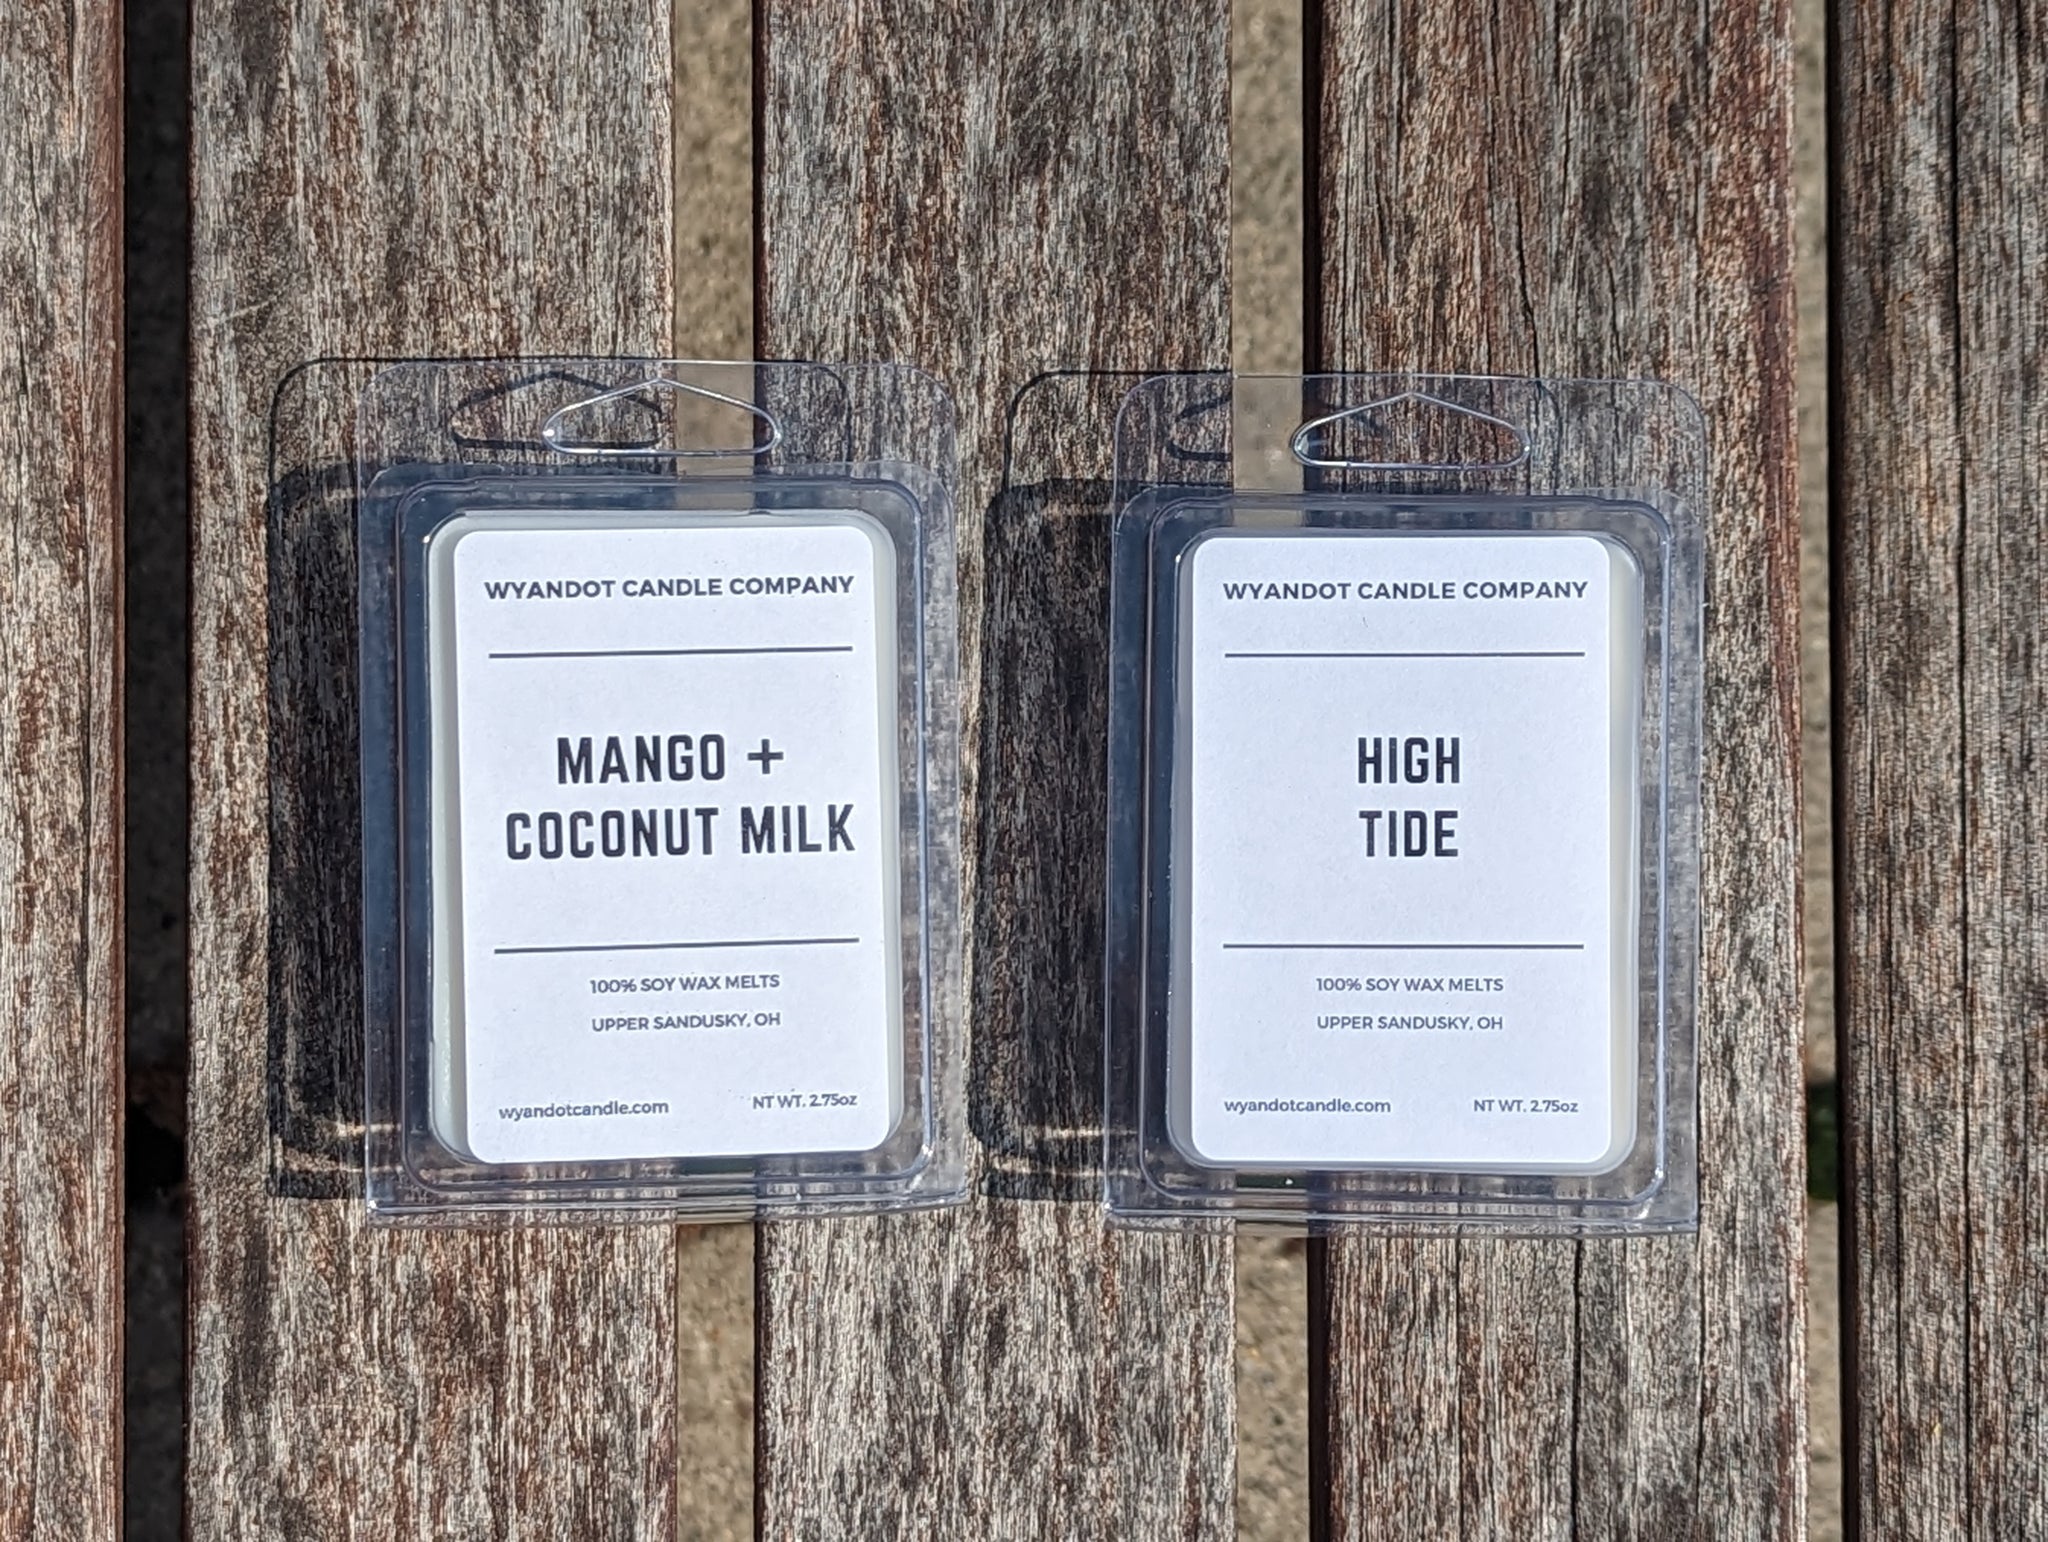 WYANDOT CANDLE COMPANY
MANGO +
COCONUT MILK
100% SOY WAX MELTS
UPPER SANDUSKY, OH
wyandotcandle.com
NT WT. 2.75oz
WYANDOT CANDLE COMPANY
HIGH
TIDE
100% SOY WAX MELTS
UPPER SANDUSKY, OH
wyandotcandle.com
NT WT. 2.75oz